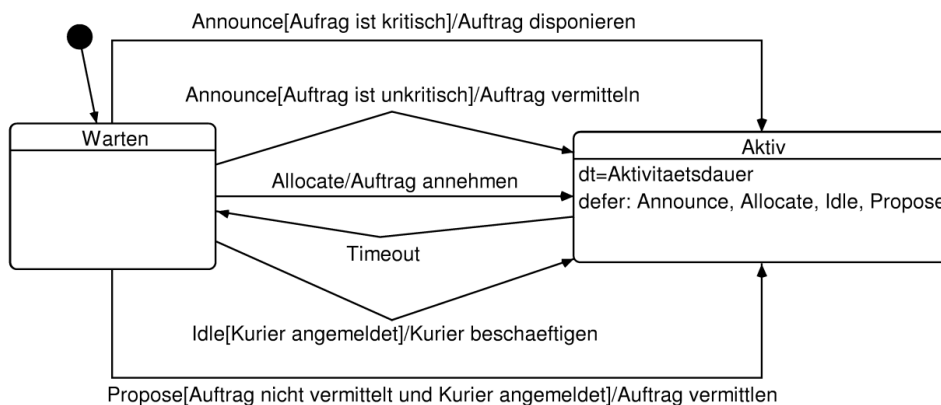 Announce[Aufrag ist kritisch]/Auftrag disponieren
Announce[Auftrag ist unkritisch]/Auftrag vermitteln
Warten
Aktiv
dt=Aktivitaetsdauer
defer: Announce, Allocate, Idle, Propose
Allocate/Auftrag annehmen
Timeout
Idle[Kurier angemeldet]/Kurier beschaeftigen
Propose[Auftrag nicht vermittelt und Kurier angemeldet]/Auftrag vermittlen